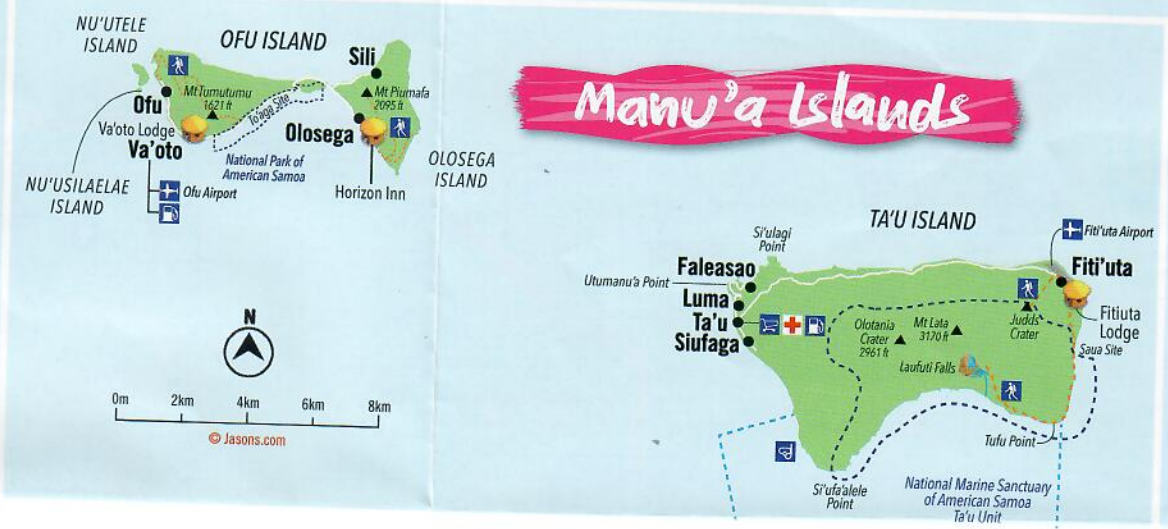 NU'UTELE
ISLAND
OFU ISLAND
Sili
Mt Tumutumu
1621 ft
Mt Piumafa
2095 ft
Ofu
To'aga Site
Va'oto Lodge
Va'oto
Olosega
National Park of
American Samoa
OLOSEGA
ISLAND
NU'USILAELAE
ISLAND
Ofu Airport
Horizon Inn
Manu'a Islands
TA'U ISLAND
Si'ulagi
Point
Fiti'uta Airport
Faleasao
Fiti'uta
Utumanu'a Point
Luma
Ta'u
Siufaga
Olotania
Crater
2961 ft
Mt Lata
3170 ft
Judds
Crater
Fitiuta
Lodge
Saua Site
Laufuti Falls
Tufu Point
Si'ufa'alele
Point
National Marine Sanctuary
of American Samoa
Ta'u Unit
N
0m 2km 4km 6km 8km
© Jasons.com